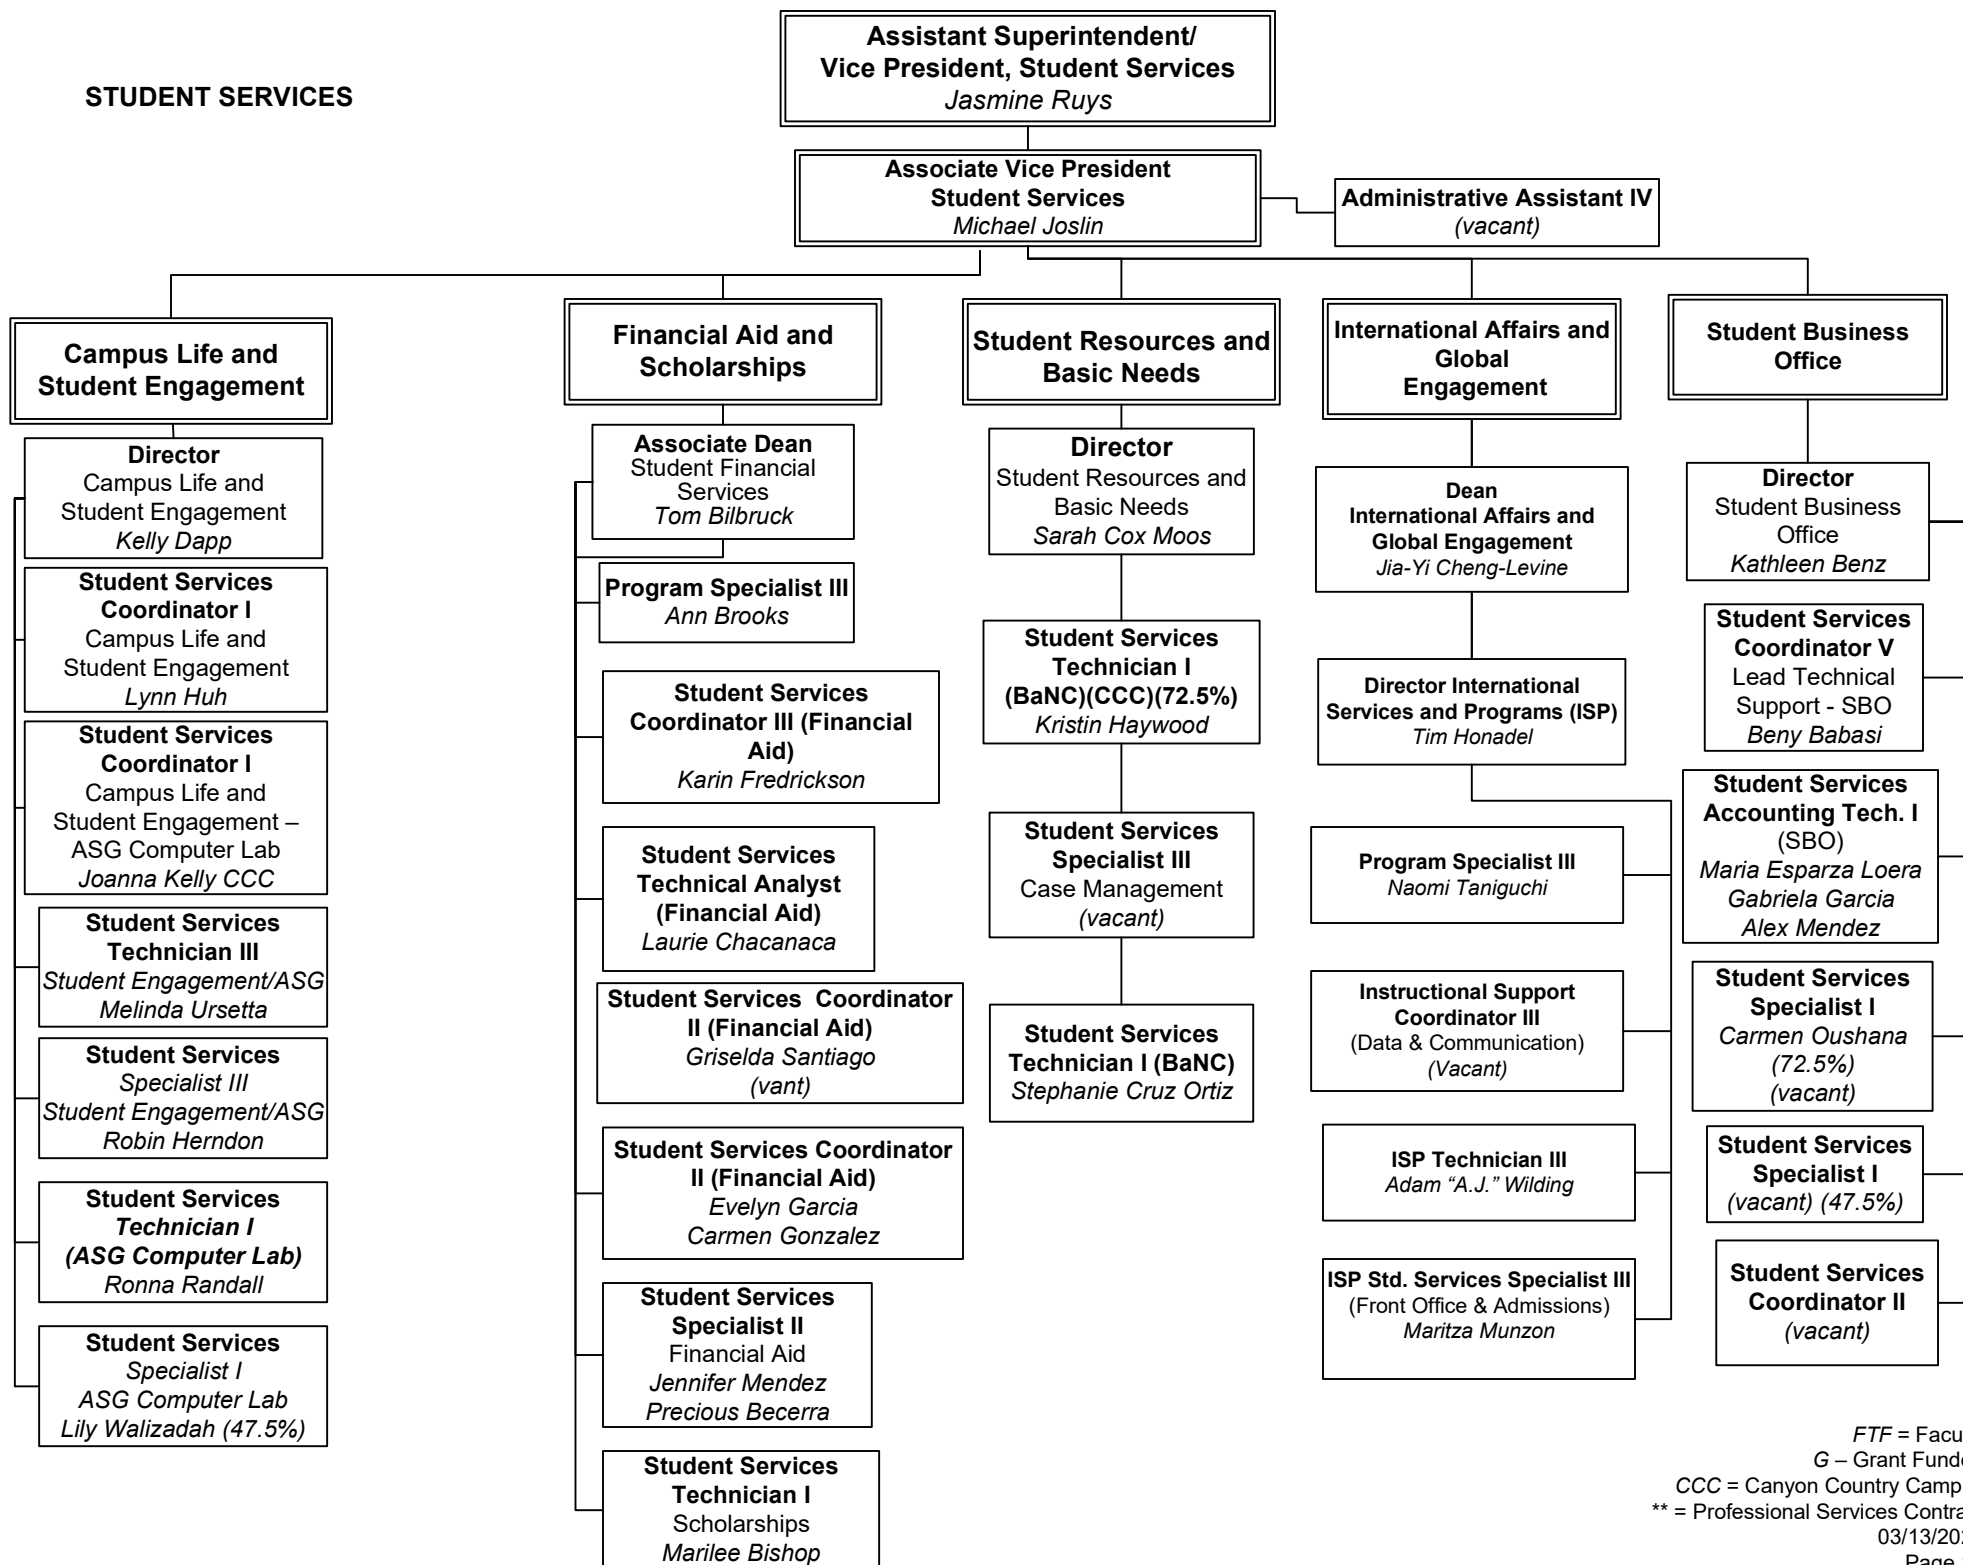 STUDENT SERVICES
Assistant Superintendent/
Vice President, Student Services
Jasmine Ruys
Associate Vice President
Student Services
Michael Joslin
Administrative Assistant IV
(vacant)
Campus Life and
Student Engagement
Director
Campus Life and
Student Engagement
Kelly Dapp
Student Services
Coordinator I
Campus Life and
Student Engagement
Lynn Huh
Student Services
Coordinator I
Campus Life and
Student Engagement –
ASG Computer Lab
Joanna Kelly CCC
Student Services
Technician III
Student Engagement/ASG
Melinda Ursetta
Student Services
Specialist III
Student Engagement/ASG
Robin Herndon
Student Services
Technician I
(ASG Computer Lab)
Ronna Randall
Student Services
Specialist I
ASG Computer Lab
Lily Walizadah (47.5%)
Financial Aid and
Scholarships
Associate Dean
Student Financial
Services
Tom Bilbruck
Program Specialist III
Ann Brooks
Student Services
Coordinator III (Financial
Aid)
Karin Fredrickson
Student Services
Technical Analyst
(Financial Aid)
Laurie Chacanaca
Student Services Coordinator
II (Financial Aid)
Griselda Santiago
(vant)
Student Services Coordinator
II (Financial Aid)
Evelyn Garcia
Carmen Gonzalez
Student Services
Specialist II
Financial Aid
Jennifer Mendez
Precious Becerra
Student Services
Technician I
Scholarships
Marilee Bishop
Student Resources and
Basic Needs
Director
Student Resources and
Basic Needs
Sarah Cox Moos
Student Services
Technician I
(BaNC)(CCC)(72.5%)
Kristin Haywood
Student Services
Specialist III
Case Management
(vacant)
Student Services
Technician I (BaNC)
Stephanie Cruz Ortiz
International Affairs and
Global
Engagement
Dean
International Affairs and
Global Engagement
Jia-Yi Cheng-Levine
Director International
Services and Programs (ISP)
Tim Honadel
Program Specialist III
Naomi Taniguchi
Instructional Support
Coordinator III
(Data & Communication)
(Vacant)
ISP Technician III
Adam “A.J.” Wilding
ISP Std. Services Specialist III
(Front Office & Admissions)
Maritza Munzon
Student Business
Office
Director
Student Business
Office
Kathleen Benz
Student Services
Coordinator V
Lead Technical
Support - SBO
Beny Babasi
Student Services
Accounting Tech. I
(SBO)
Maria Esparza Loera
Gabriela Garcia
Alex Mendez
Student Services
Specialist I
Carmen Oushana
(72.5%)
(vacant)
Student Services
Specialist I
(vacant) (47.5%)
Student Services
Coordinator II
(vacant)
FTF = Facu
G – Grant Fund
CCC = Canyon Country Camp
** = Professional Services Contra
03/13/202
Page